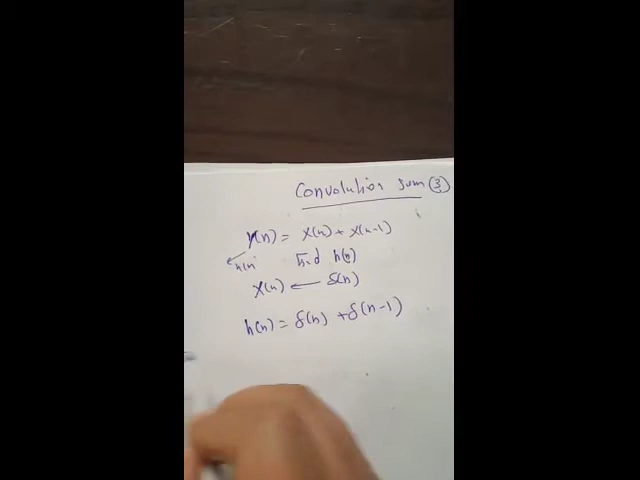 Convolution sum ③
y(n) = x(n) + x(n-1)
h(n) Find h(n)
x(n) ← δ(n)
h(n) = δ(n) + δ(n-1)